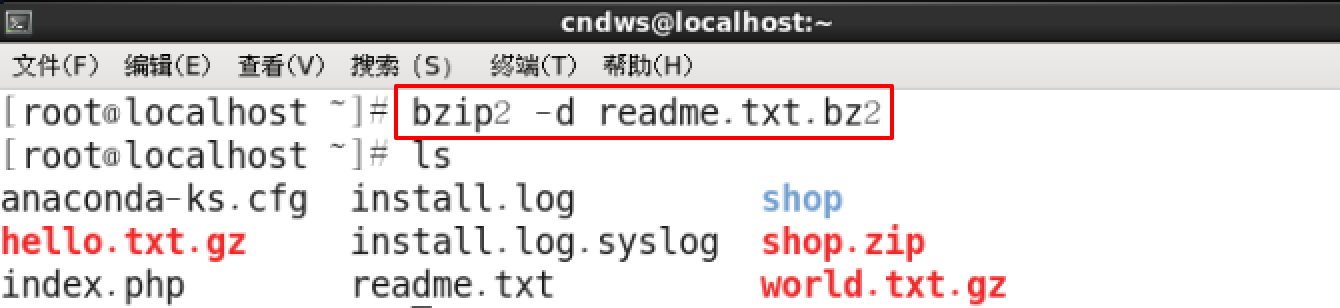 cndws@localhost:~
文件(F) 编辑(E) 查看(V) 搜索 (S) 终端(T) 帮助(H)
[root@localhost ~]# bzip2 -d readme.txt.bz2
[root@localhost ~]# ls
anaconda-ks.cfg install.log shop
hello.txt.gz install.log.syslog shop.zip
index.php readme.txt world.txt.gz